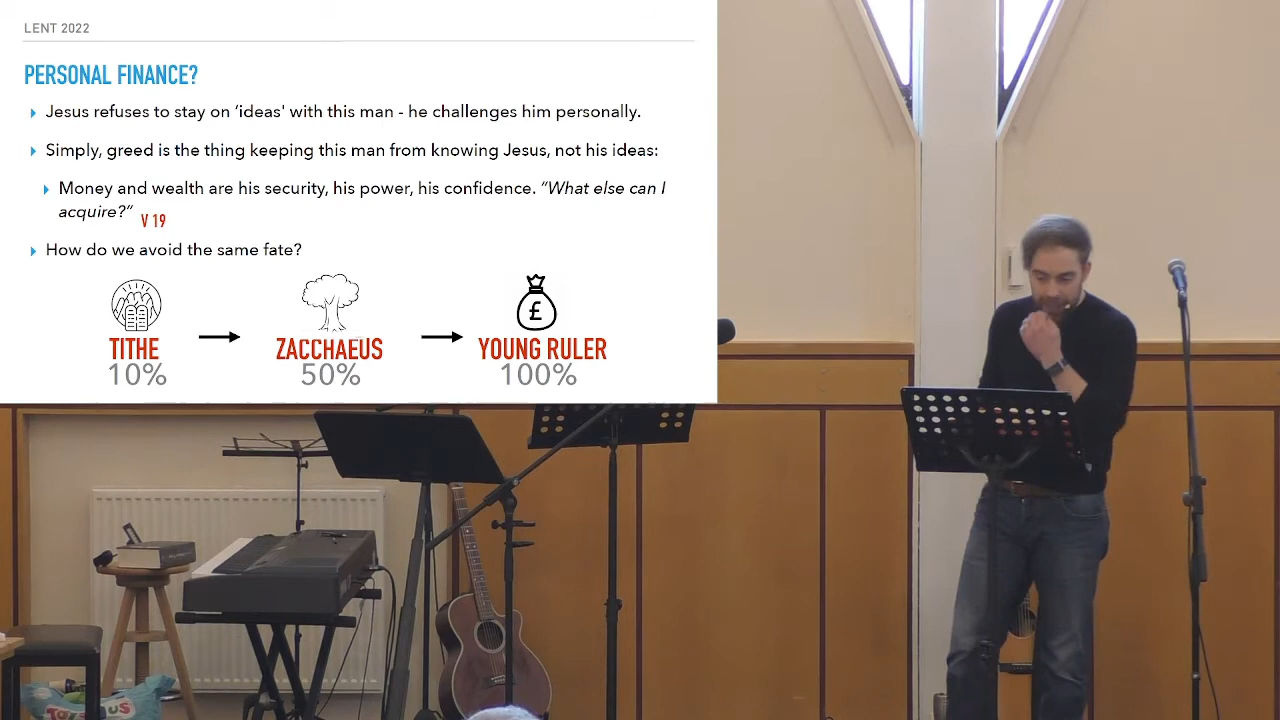 LENT 2022
PERSONAL FINANCE?
Jesus refuses to stay on ‘ideas' with this man - he challenges him personally.
Simply, greed is the thing keeping this man from knowing Jesus, not his ideas:
Money and wealth are his security, his power, his confidence. “What else can I
acquire?” V 19
How do we avoid the same fate?
£
TITHE ZACCHAEUS YOUNG RULER
10% 50% 100%